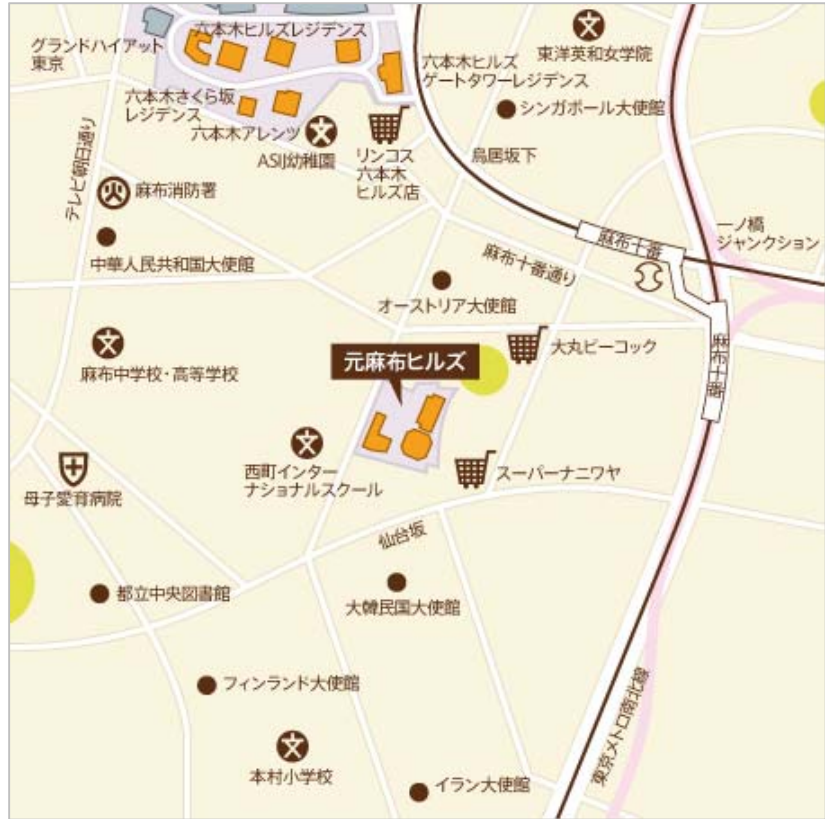 六本木ヒルズレジデンス
グランドハイアット
東京
東洋英和女学院
六本木ヒルズ
ゲートタワーレジデンス
六本木さくら坂
レジデンス
シンガポール大使館
六本木アレンツ
ASIJ幼稚園
リンコス
六本木
ヒルズ店
鳥居坂下
テレビ朝日通り
麻布消防署
中華人民共和国大使館
麻布十番
一ノ橋
ジャンクション
麻布十番通り
オーストリア大使館
大丸ピーコック
麻布十番
元麻布ヒルズ
麻布中学校・高等学校
西町インター
ナショナルスクール
スーパーナニワヤ
母子愛育病院
仙台坂
都立中央図書館
大韓民国大使館
フィンランド大使館
東京メトロ南北線
本村小学校
イラン大使館